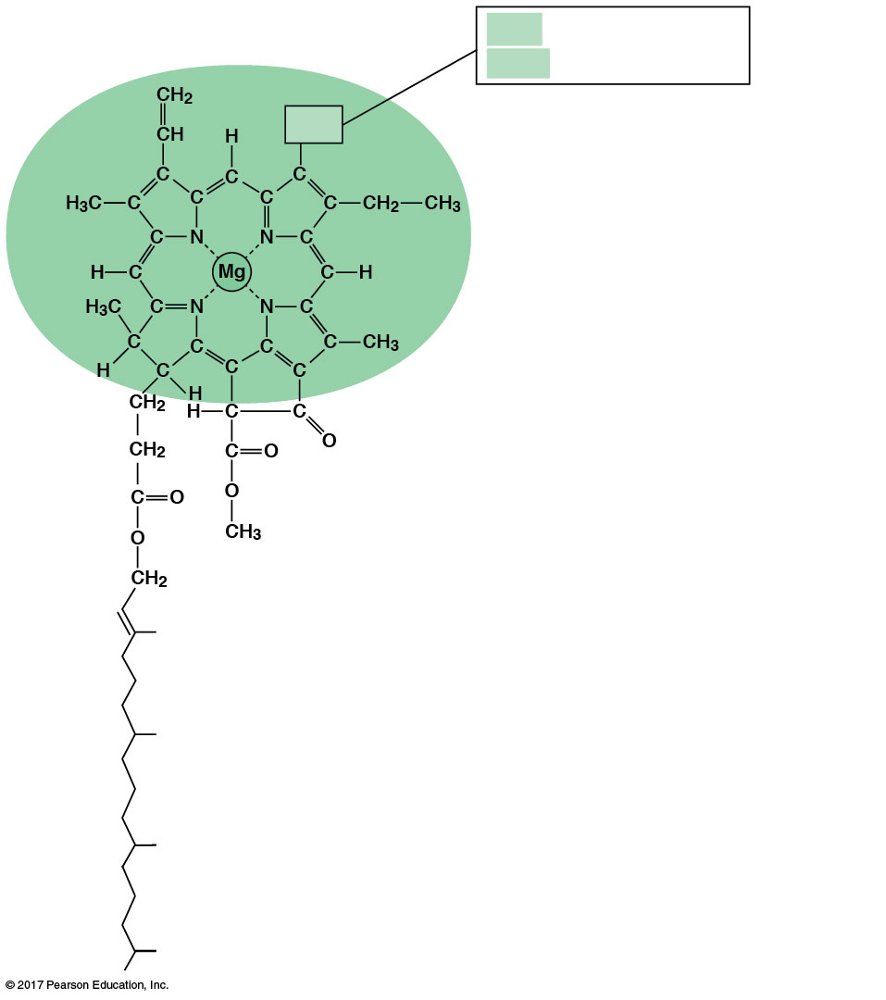 CH2
CH H
C C C
H3C C C C C CH2 CH3
C N N C
H C Mg C H
H3C C N N C
C C C C CH3
H C C C
H
CH2 H C C
O
CH2 C O
C O O
O CH3
CH2
© 2017 Pearson Education, Inc.